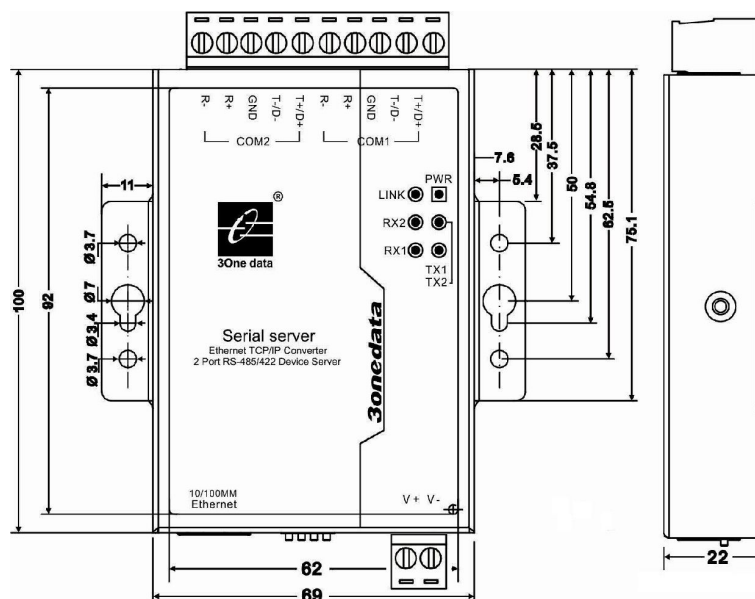 R-
R+
GND
T-/D-
T+/D+
R-
R+
GND
T-/D-
T+/D+
COM2
COM1
28.5
37.5
50
54.8
62.5
75.1
7.6
5.4
11
PWR
LINK
RX2
RX1
TX1
TX2
®
3One data
Ø3.7
Ø7
Ø3.4
Ø3.7
100
92
Serial server
Ethernet TCP/IP Converter
2 Port RS-485/422 Device Server
3onedata
10/100MM
Ethernet
V+ V-
62
69
22